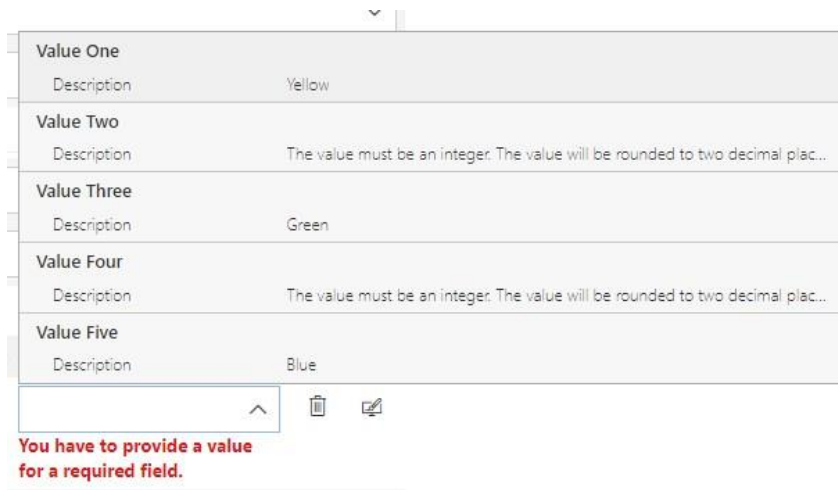 Value One
Description Yellow
Value Two
Description The value must be an integer. The value will be rounded to two decimal plac...
Value Three
Description Green
Value Four
Description The value must be an integer. The value will be rounded to two decimal plac...
Value Five
Description Blue
You have to provide a value
for a required field.